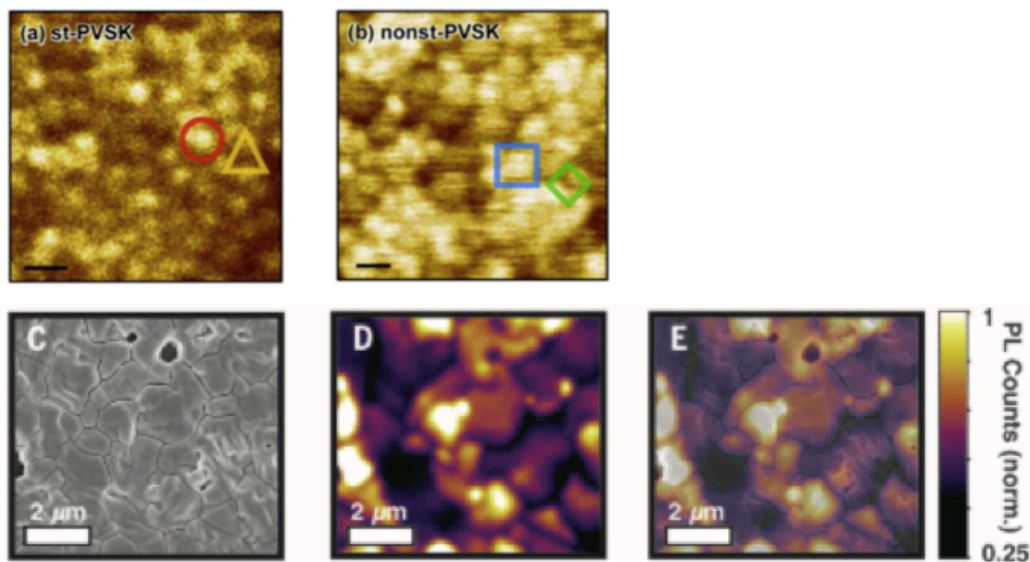 (a) st-PVSK
(b) nonst-PVSK
C
D
E
2 μm
2 μm
2 μm
1
PL Counts (norm.)
0.25